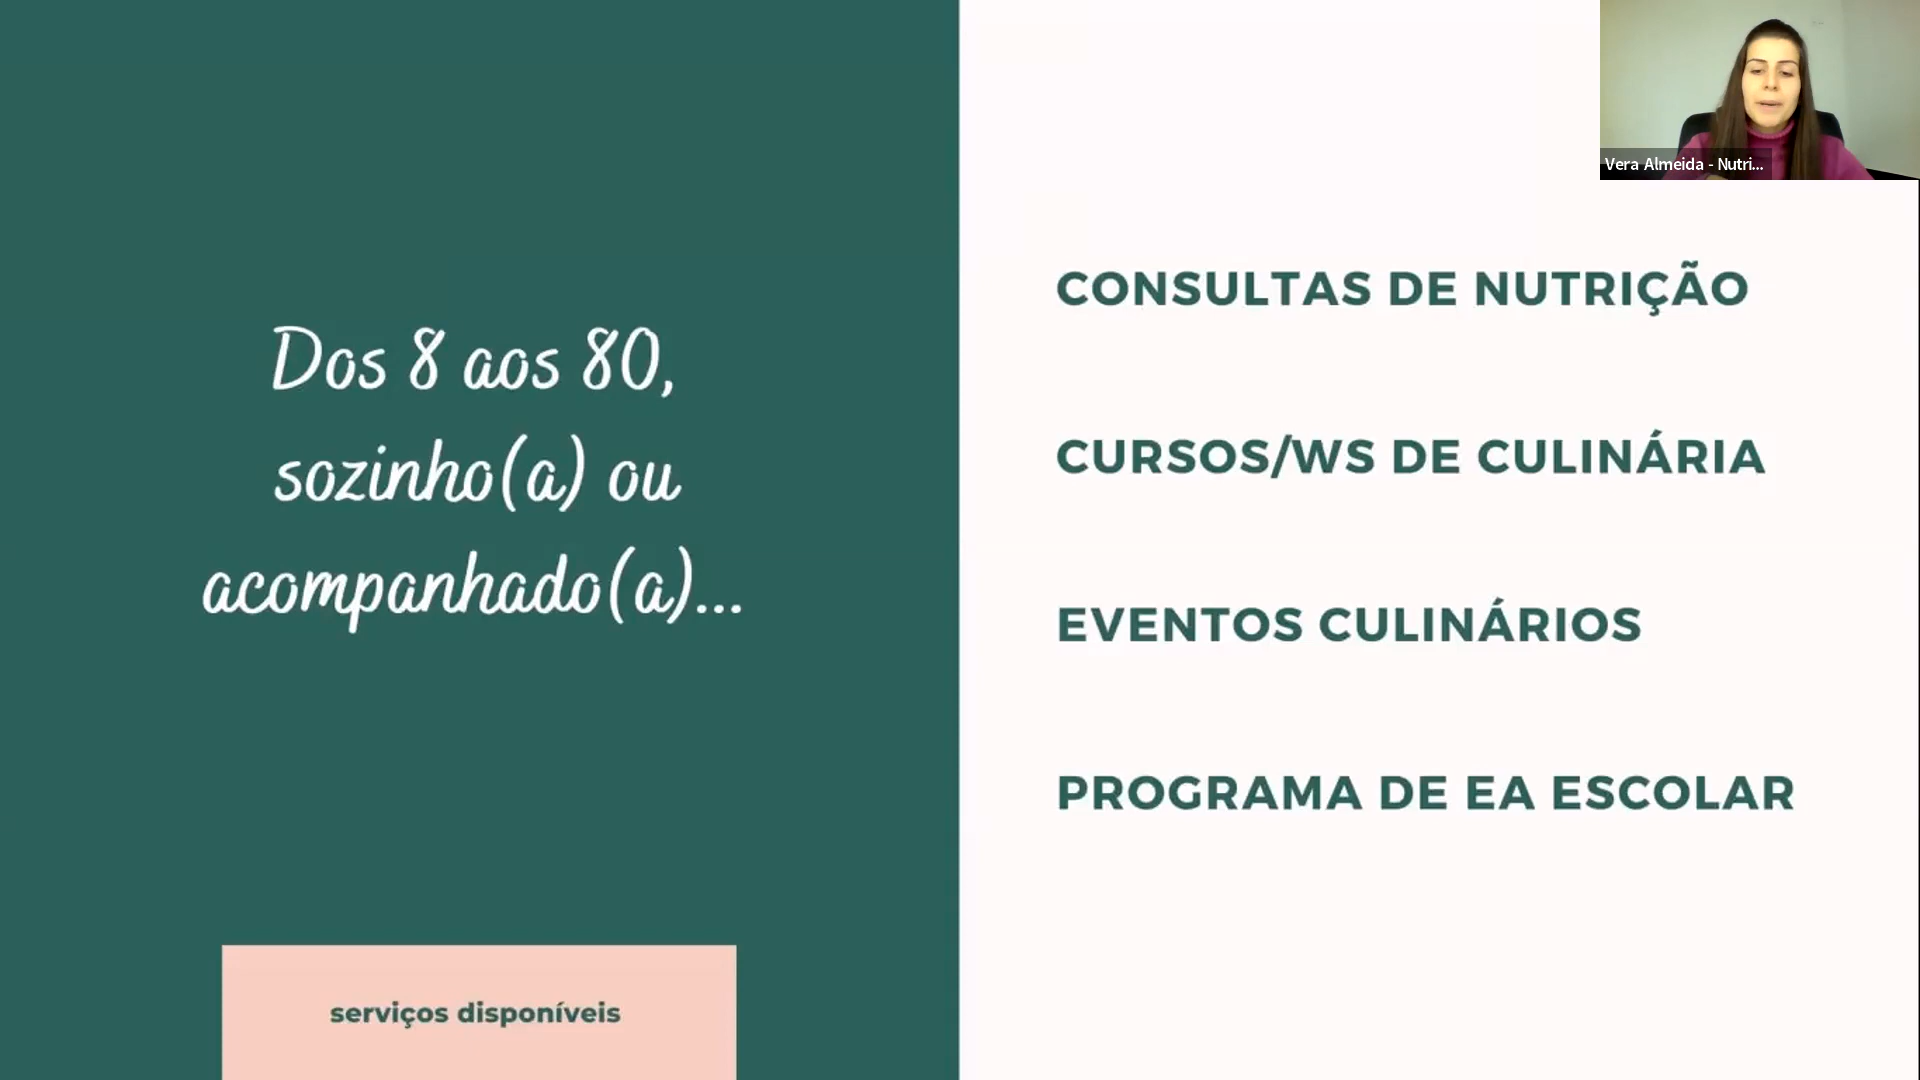 Dos 8 aos 80,
sozinho(a) ou
acompanhado(a)...
serviços disponíveis
CONSULTAS DE NUTRIÇÃO
CURSOS/WS DE CULINÁRIA
EVENTOS CULINÁRIOS
PROGRAMA DE EA ESCOLAR
Vera Almeida - Nutri...